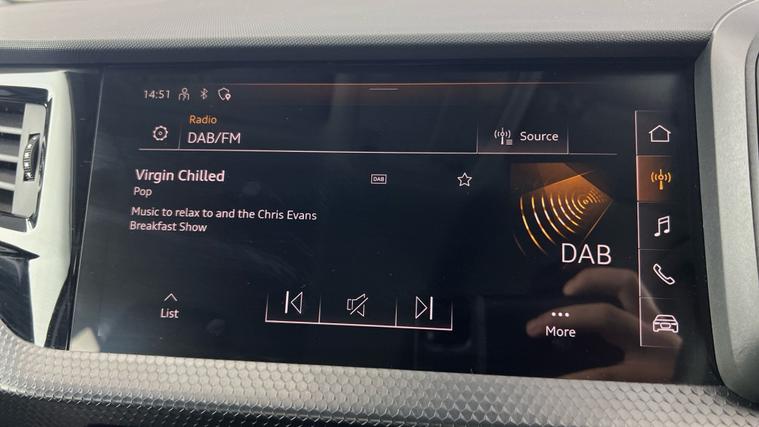 14:51
Radio
DAB/FM
Source
Virgin Chilled
DAB
Pop
Music to relax to and the Chris Evans
Breakfast Show
DAB
List
More